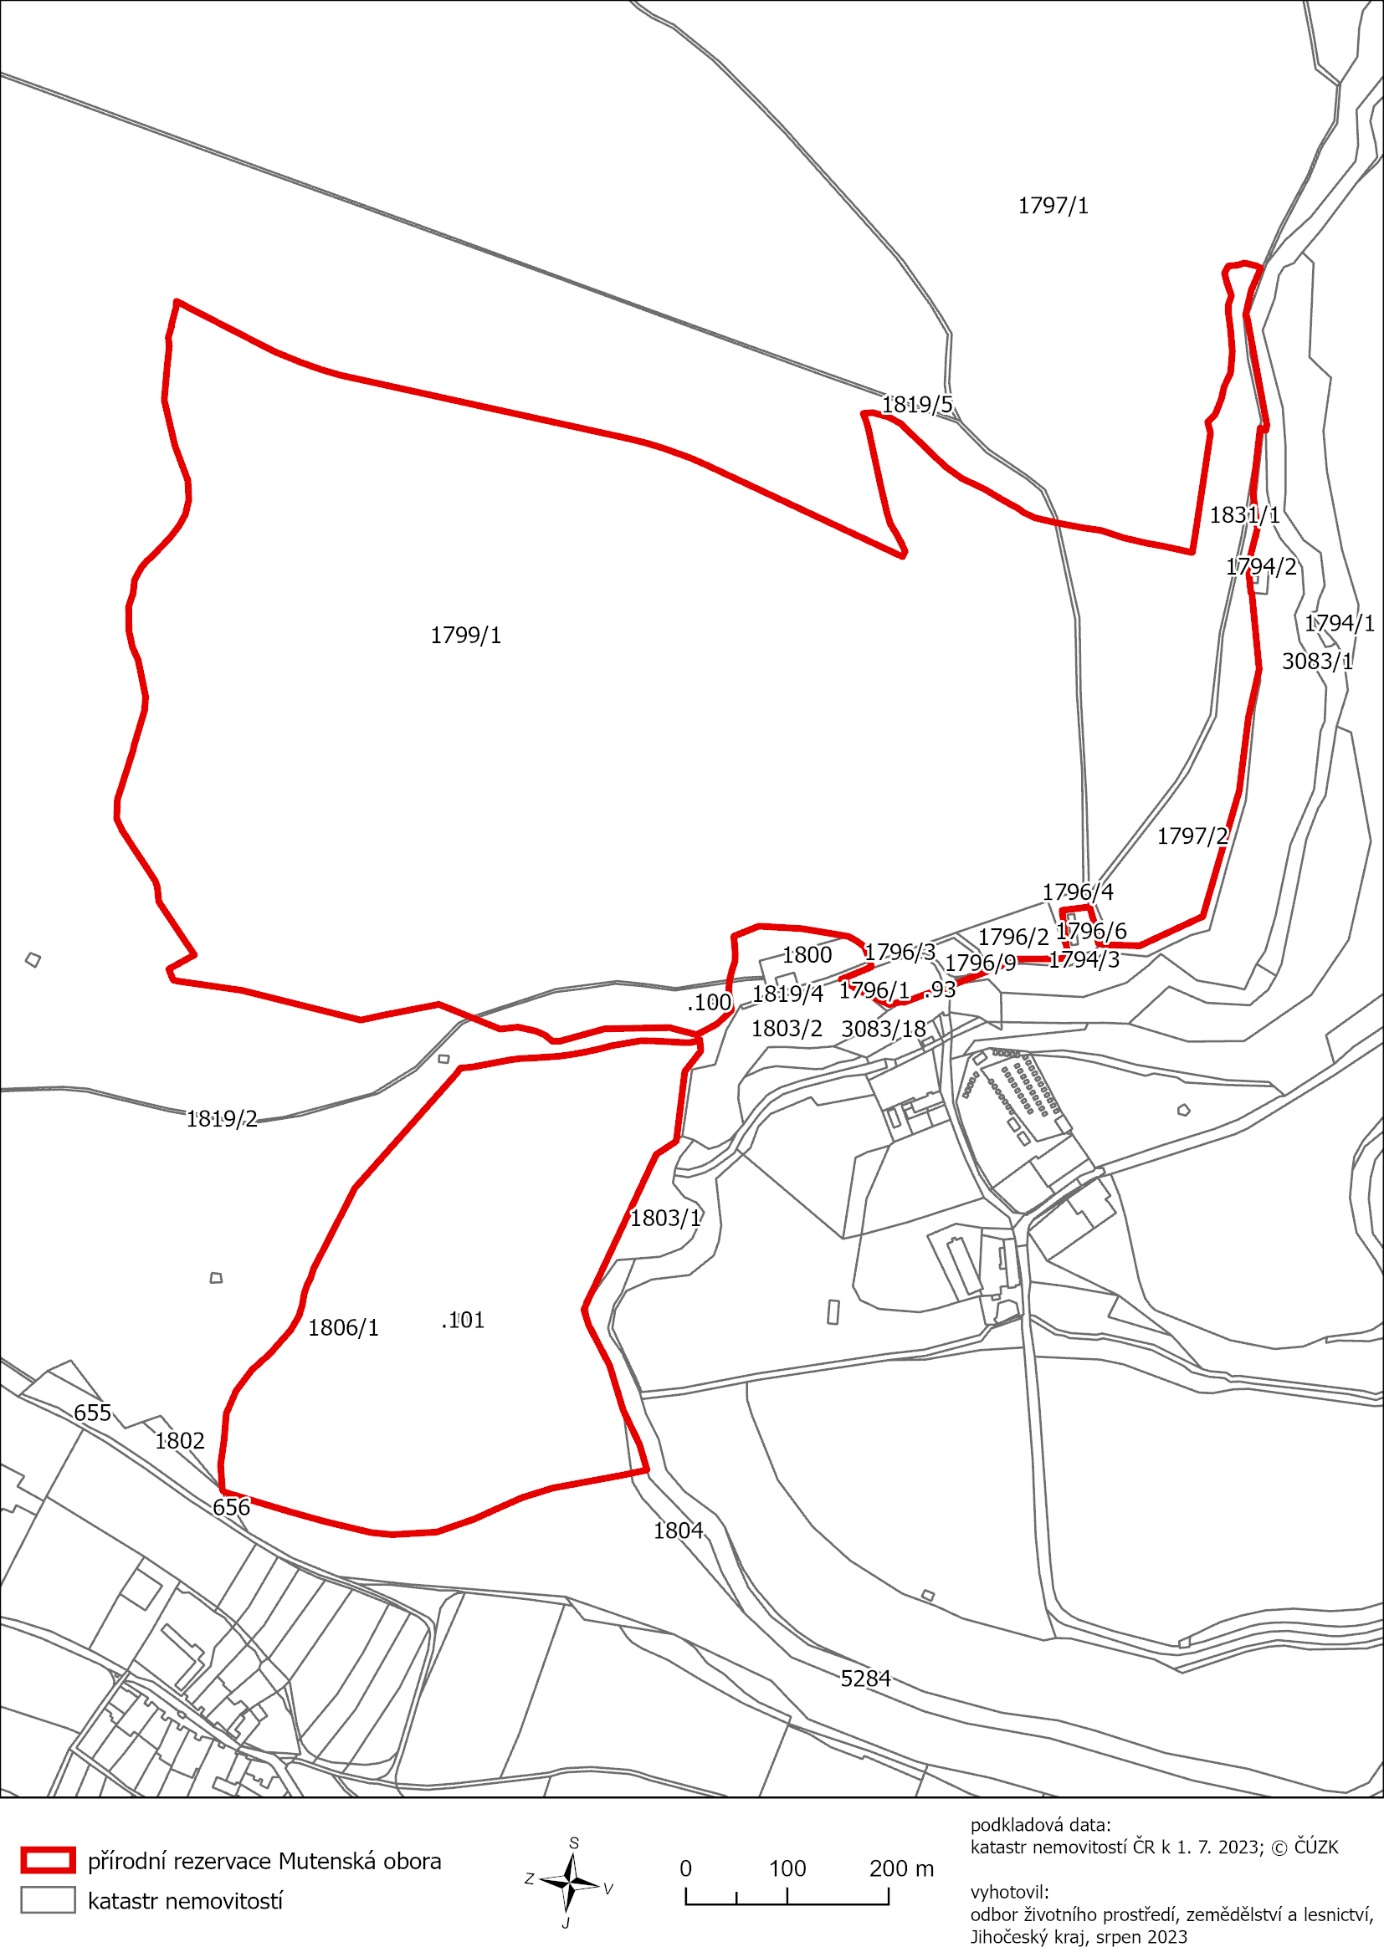 1797/1
1819/5
1831/1
1794/2
1794/1
1799/1
3083/1
1797/2
1796/4
1796/6
1796/2
1800
1796/3
1794/3
1796/9
1819/4
1796/1
.93
.100
1803/2
3083/18
1819/2
1803/1
1806/1
.101
655
1802
656
1804
5284
přírodní rezervace Mutenská obora
katastr nemovitostí
S
Z
V
J
0 100 200 m
podkladová data:
katastr nemovitostí ČR k 1. 7. 2023; © ČÚZK
vyhotovil:
odbor životního prostředí, zemědělství a lesnictví,
Jihočeský kraj, srpen 2023